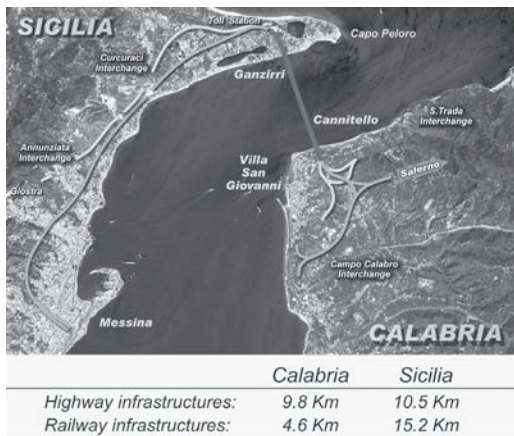 SICILIA
Toll Station
Capo Peloro
Curcuraci
Interchange
Ganzirri
Cannitello
S.Trada
Interchange
Annunziata
Interchange
Villa
San
Giovanni
Salerno
Giostra
Campo Calabro
Interchange
Messina
CALABRIA
Calabria Sicilia
Highway infrastructures: 9.8 Km 10.5 Km
Railway infrastructures: 4.6 Km 15.2 Km